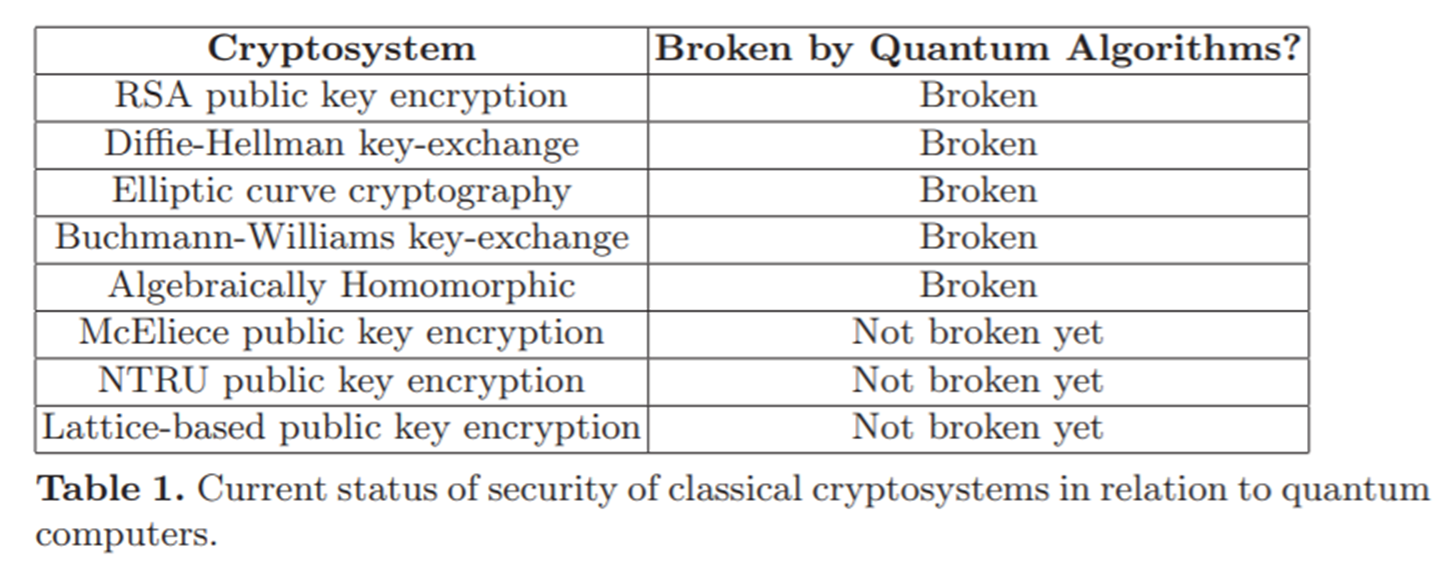 Cryptosystem Broken by Quantum Algorithms?
RSA public key encryption Broken
Diffie-Hellman key-exchange Broken
Elliptic curve cryptography Broken
Buchmann-Williams key-exchange Broken
Algebraically Homomorphic Broken
McEliece public key encryption Not broken yet
NTRU public key encryption Not broken yet
Lattice-based public key encryption Not broken yet
Table 1. Current status of security of classical cryptosystems in relation to quantum
computers.